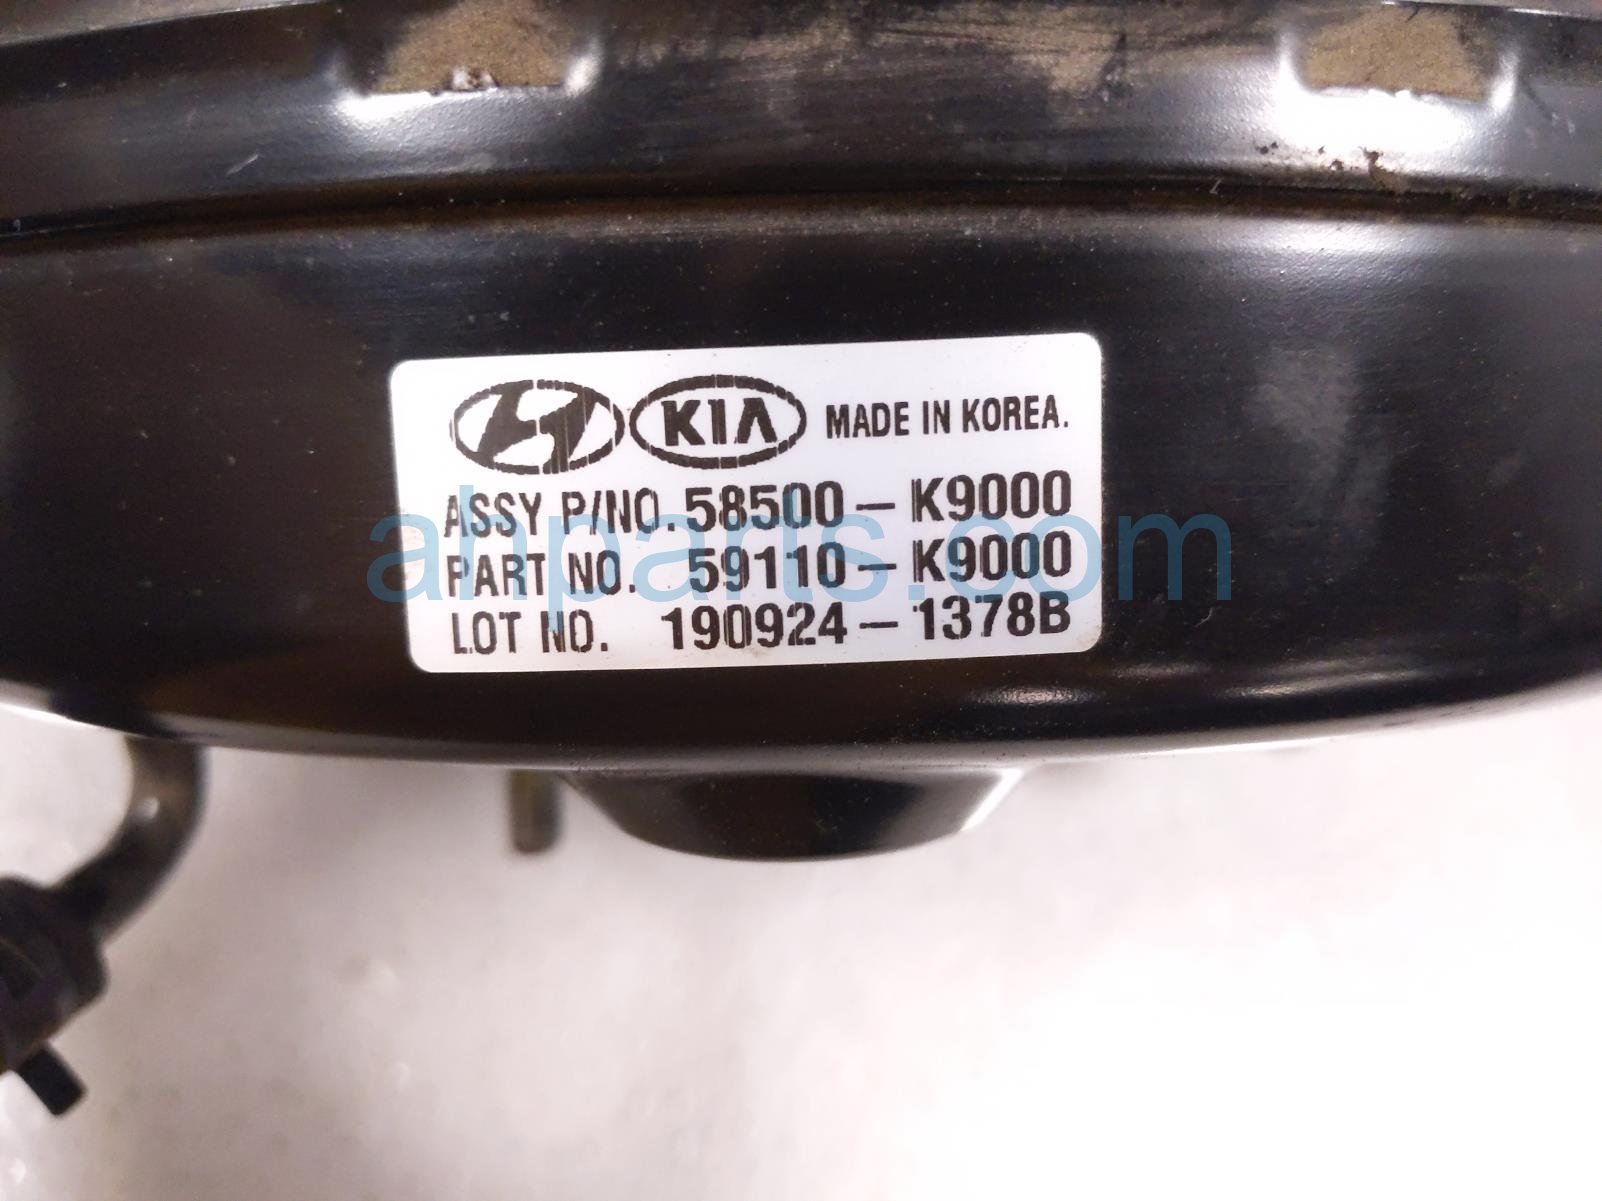 KIA MADE IN KOREA.
ASSY P/NO. 58500 - K9000
PART NO. 59110 - K9000
LOT NO. 190924 - 1378B
ahparts.com